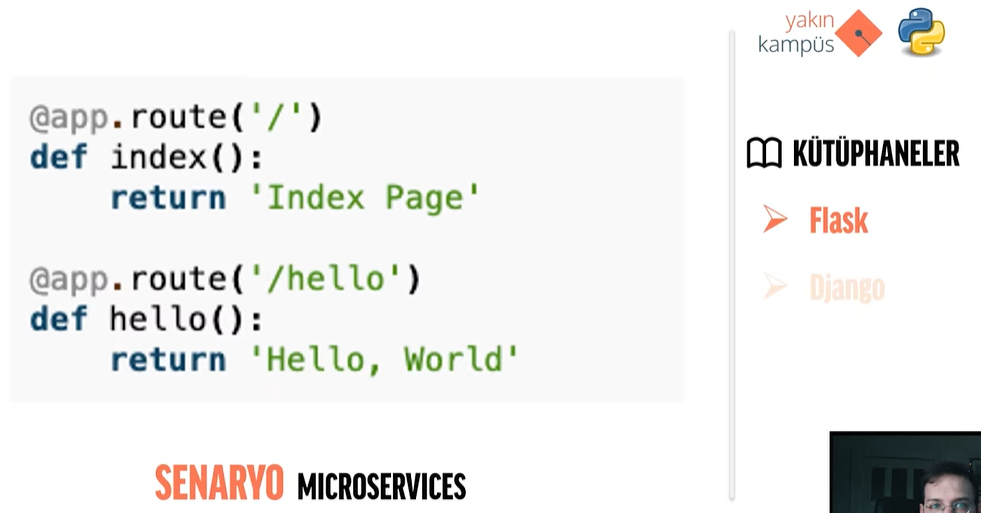 yakın
kampüs
@app.route('/')
def index():
    return 'Index Page'
@app.route('/hello')
def hello():
    return 'Hello, World'
KÜTÜPHANELER
Flask
Django
SENARYO MICROSERVICES